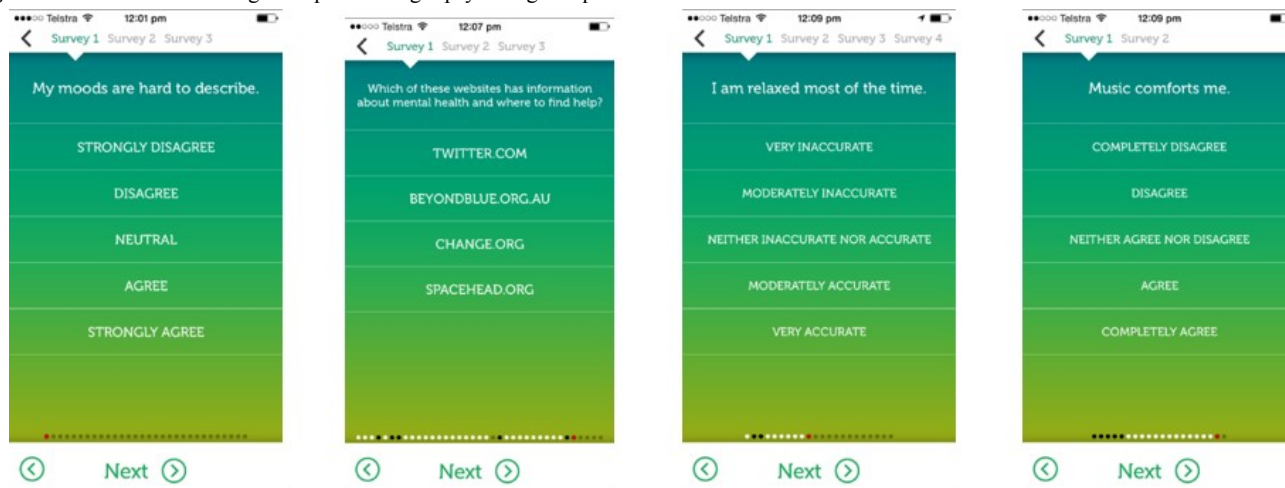 Telstra 12:01 pm
Survey 1 Survey 2 Survey 3
My moods are hard to describe.
STRONGLY DISAGREE
DISAGREE
NEUTRAL
AGREE
STRONGLY AGREE
Next
Telstra 12:07 pm
Survey 1 Survey 2 Survey 3
Which of these websites has information
about mental health and where to find help?
TWITTER.COM
BEYONDBLUE.ORG.AU
CHANGE.ORG
SPACEHEAD.ORG
Next
Telstra 12:09 pm
Survey 1 Survey 2 Survey 3 Survey 4
I am relaxed most of the time.
VERY INACCURATE
MODERATELY INACCURATE
NEITHER INACCURATE NOR ACCURATE
MODERATELY ACCURATE
VERY ACCURATE
Next
Telstra 12:09 pm
Survey 1 Survey 2
Music comforts me.
COMPLETELY DISAGREE
DISAGREE
NEITHER AGREE NOR DISAGREE
AGREE
COMPLETELY AGREE
Next